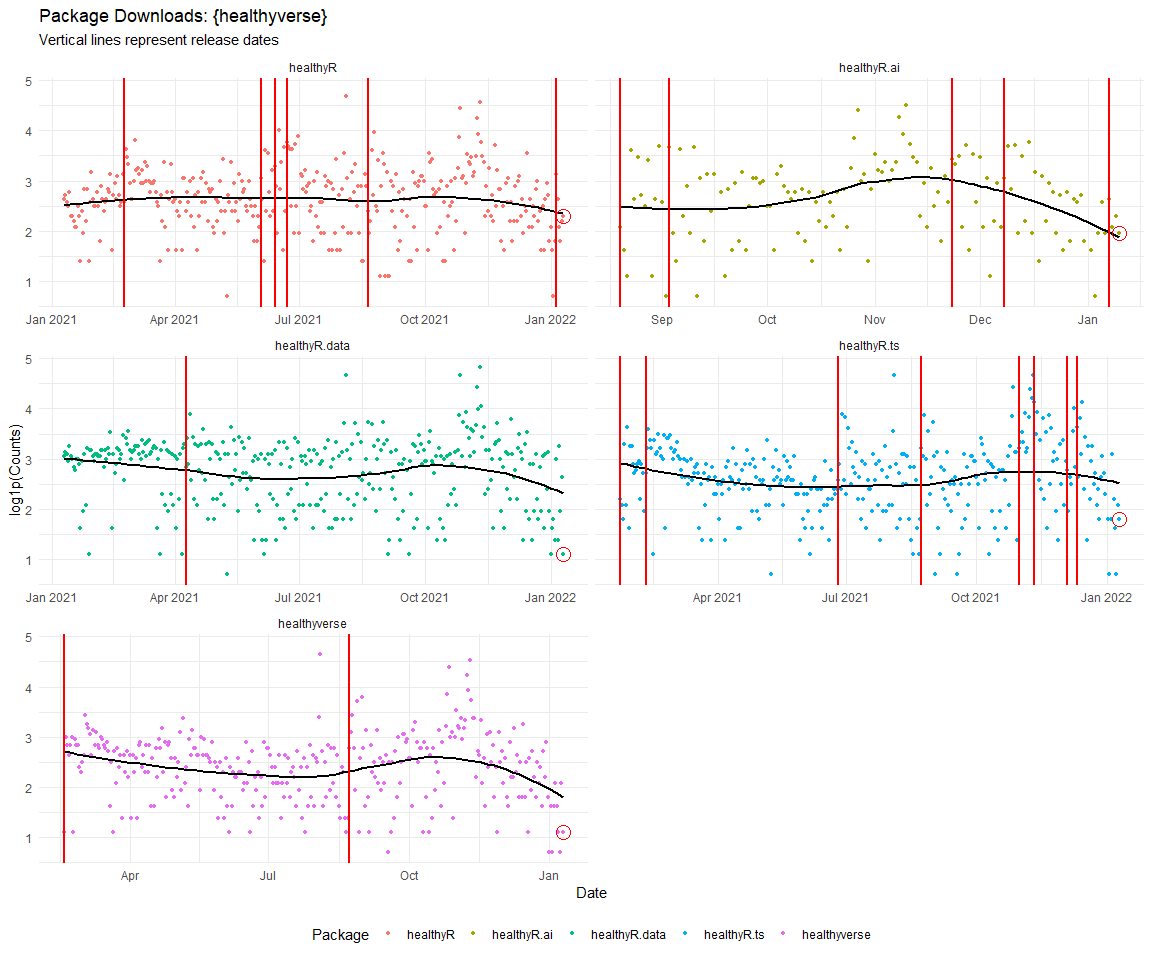 Package Downloads: {healthyverse}
Vertical lines represent release dates
healthyR
healthyR.ai
5
4
3
2
1
Jan 2021 Apr 2021 Jul 2021 Oct 2021 Jan 2022
Sep Oct Nov Dec Jan
healthyR.data
healthyR.ts
5
4
3
2
1
log1p(Counts)
Jan 2021 Apr 2021 Jul 2021 Oct 2021 Jan 2022
Apr 2021 Jul 2021 Oct 2021 Jan 2022
healthyverse
5
4
3
2
1
Apr Jul Oct Jan
Date
Package healthyR healthyR.ai healthyR.data healthyR.ts healthyverse